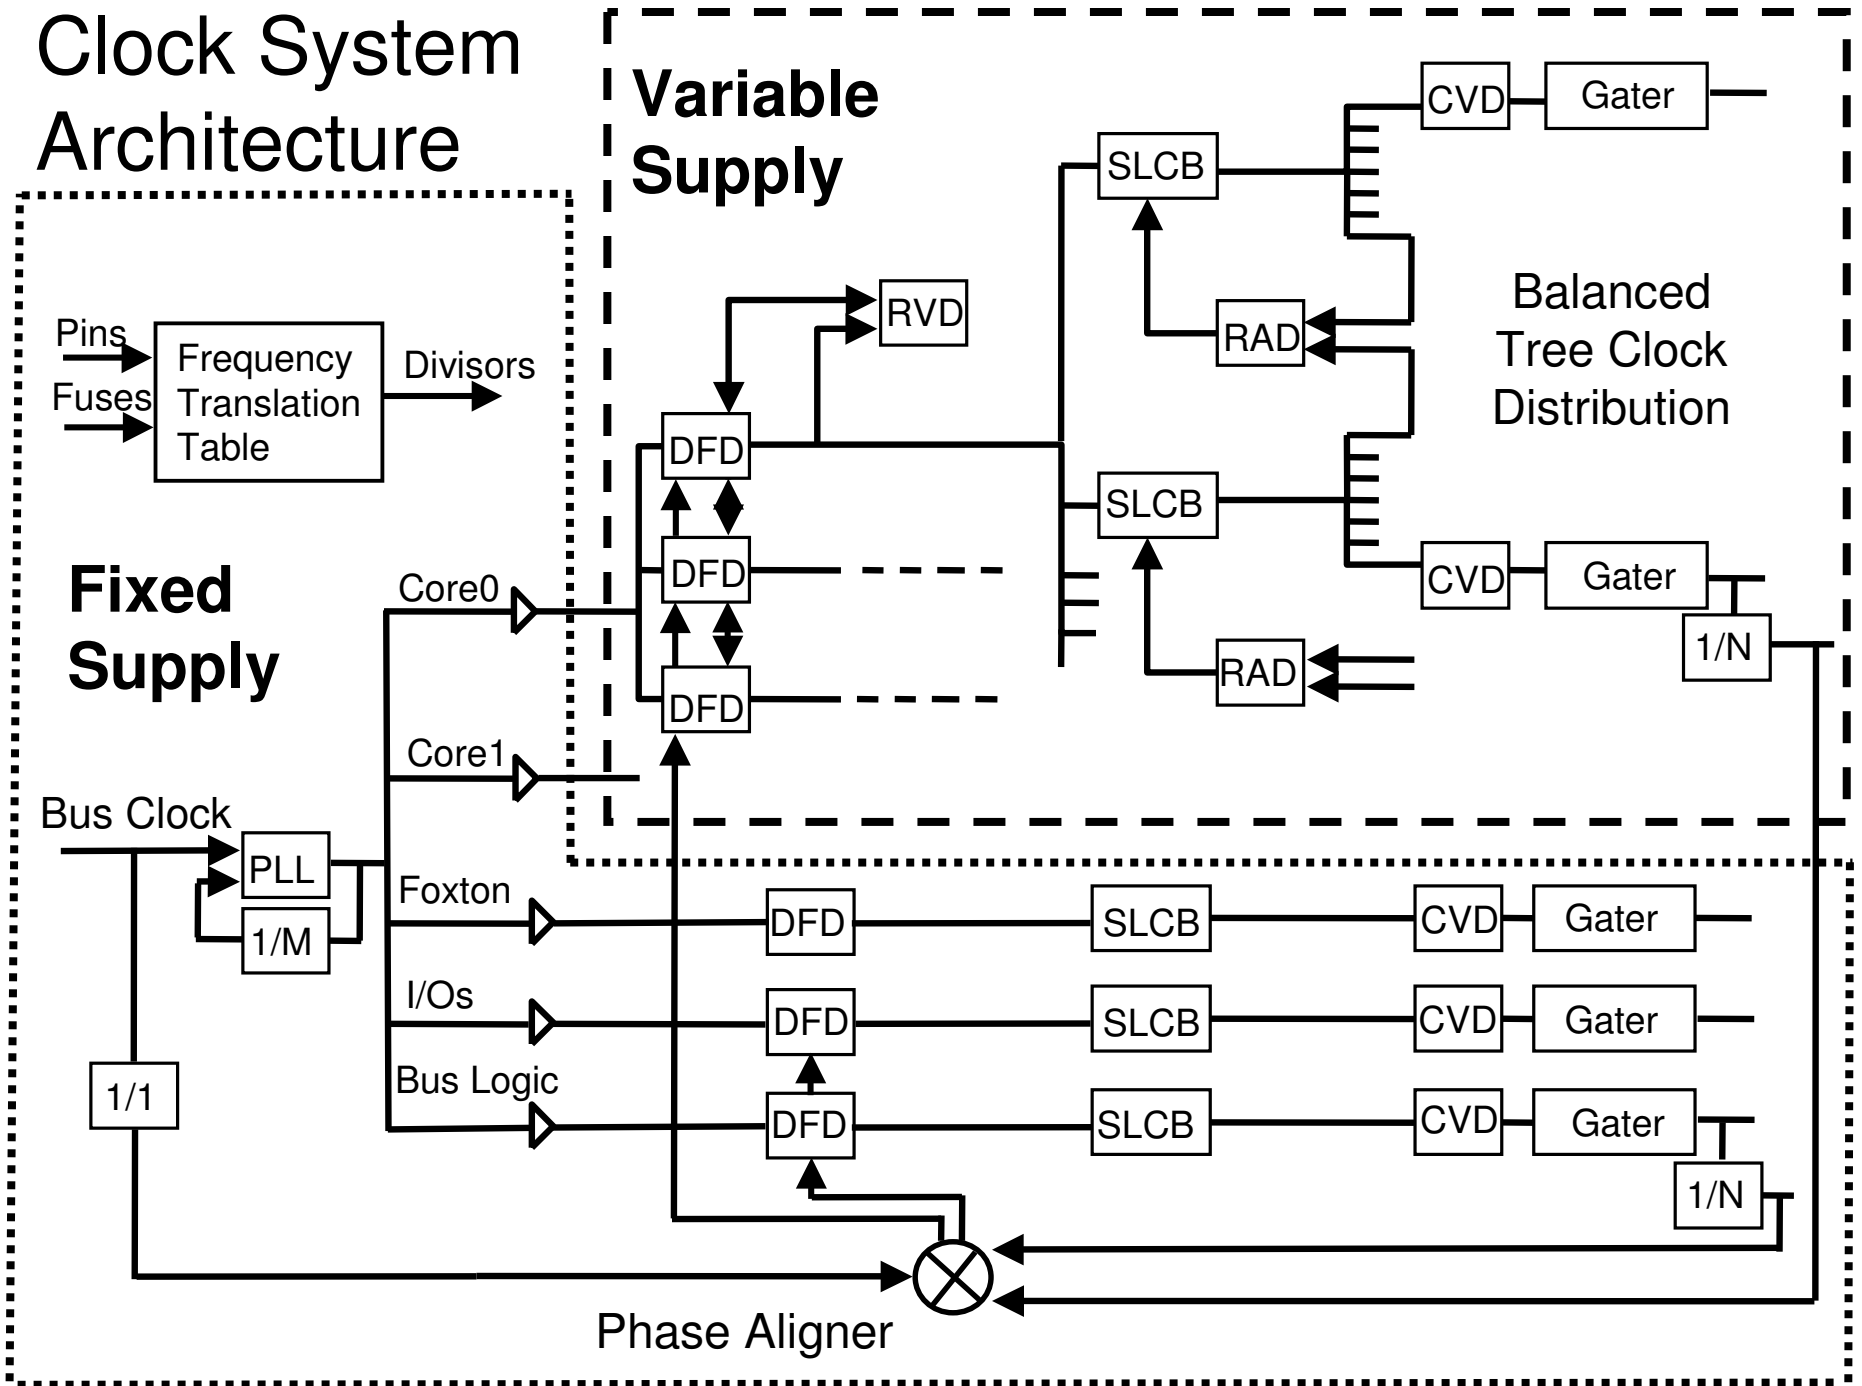 Clock System
Architecture
Variable
Supply
CVD
Gater
SLCB
RVD
RAD
Balanced
Tree Clock
Distribution
Pins
Fuses
Frequency
Translation
Table
Divisors
DFD
SLCB
DFD
CVD
Gater
1/N
Fixed
Supply
Core0
RAD
DFD
Core1
Bus Clock
PLL
1/M
Foxton
DFD
SLCB
CVD
Gater
I/Os
DFD
SLCB
CVD
Gater
1/1
Bus Logic
DFD
SLCB
CVD
Gater
1/N
Phase Aligner